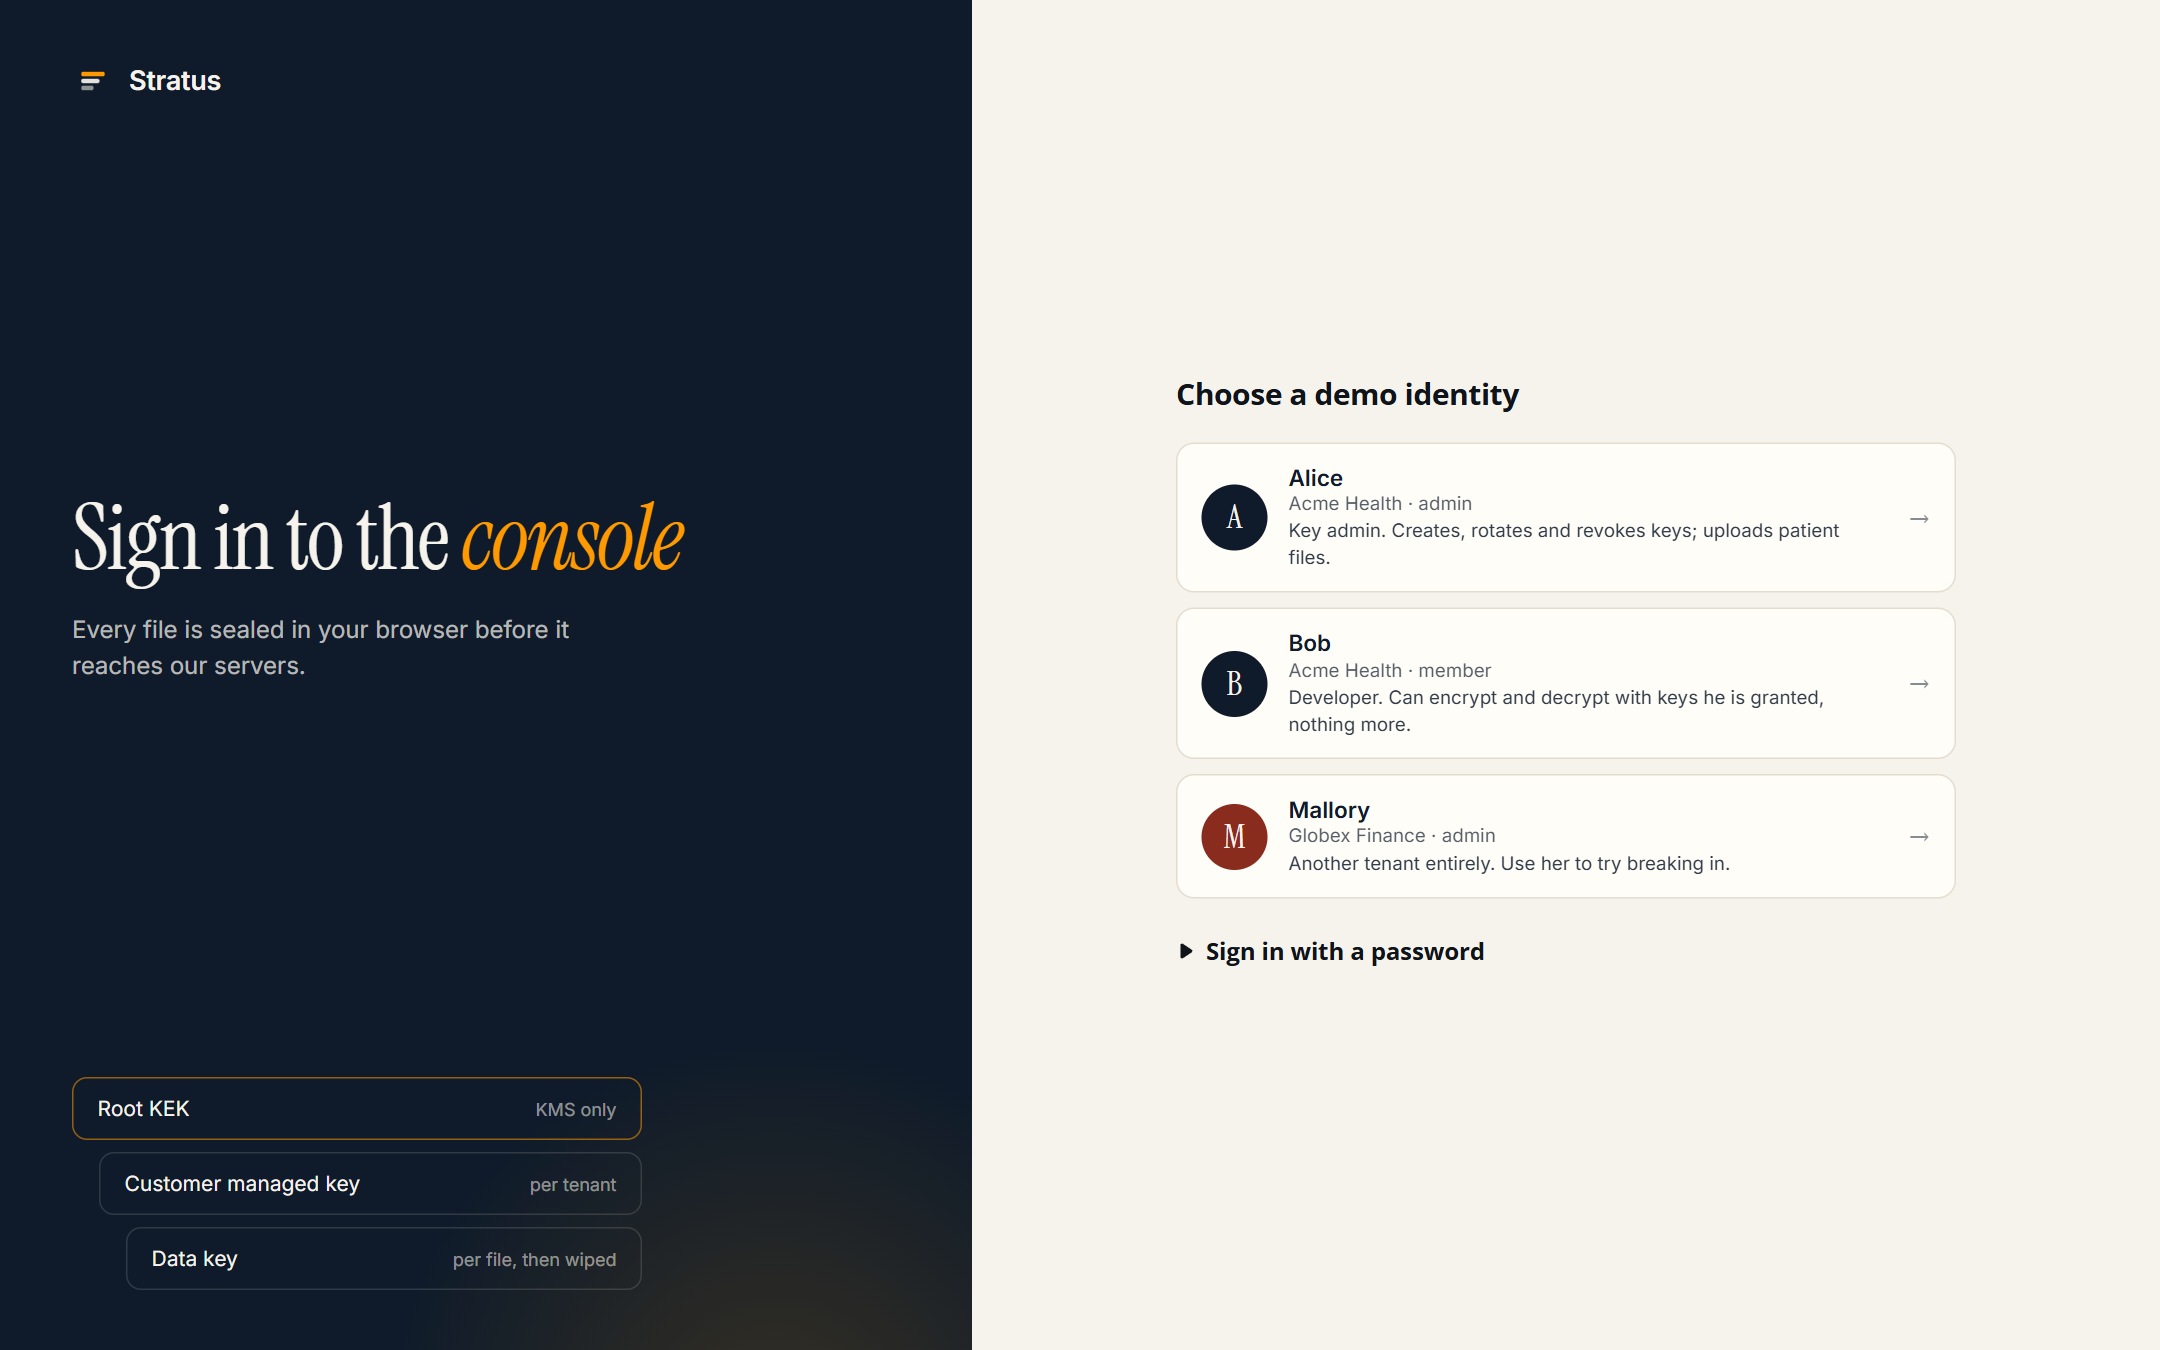 Stratus
Sign in to the console
Every file is sealed in your browser before it
reaches our servers.
Root KEK KMS only
Customer managed key per tenant
Data key per file, then wiped
Choose a demo identity
A
Alice
Acme Health · admin
Key admin. Creates, rotates and revokes keys; uploads patient
files.
→
B
Bob
Acme Health · member
Developer. Can encrypt and decrypt with keys he is granted,
nothing more.
→
M
Mallory
Globex Finance · admin
Another tenant entirely. Use her to try breaking in.
→
Sign in with a password